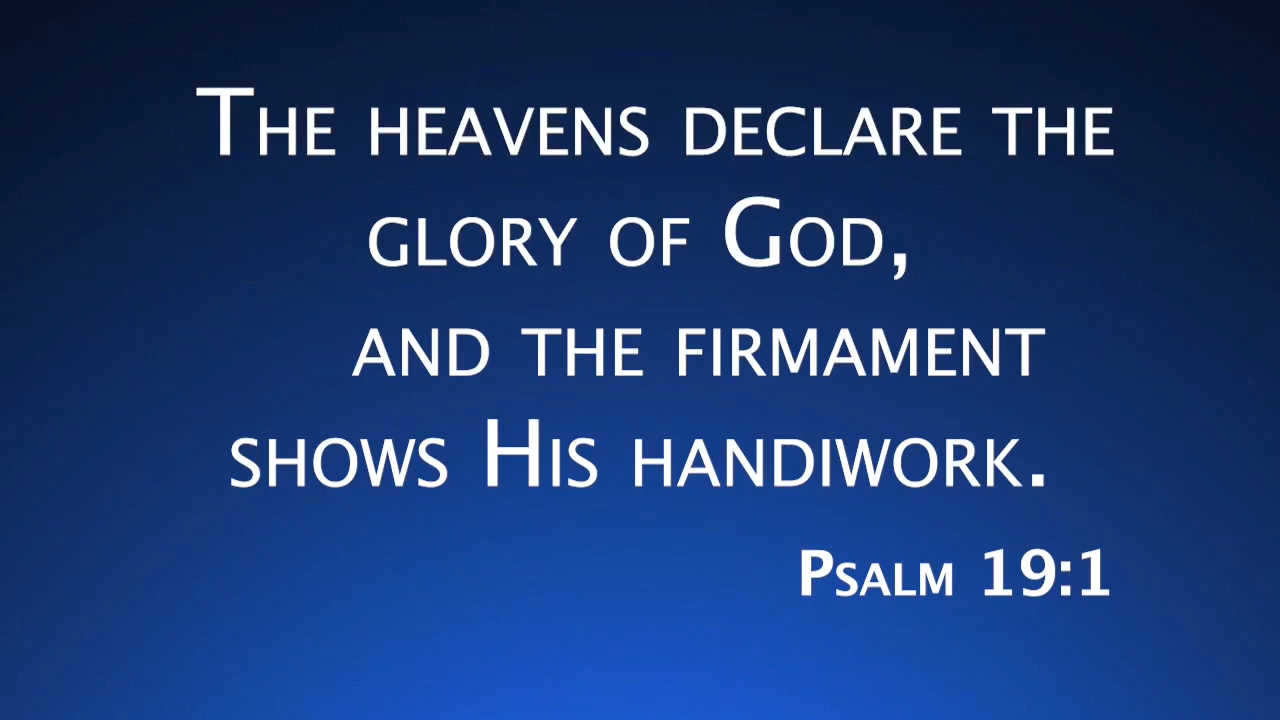 The heavens declare the
glory of God,
and the firmament
shows His handiwork.
Psalm 19:1